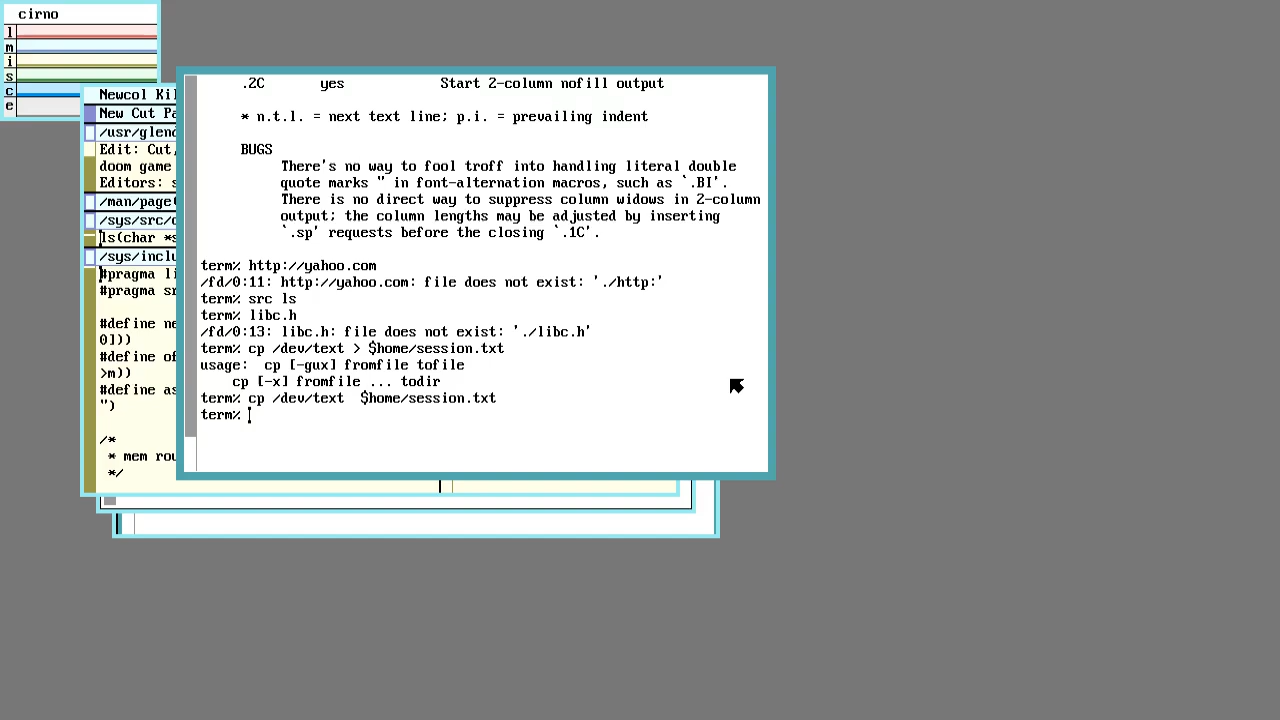 cirno
l
m
i
s
c
e
Newcol Kil
New Cut Pa
/usr/glend
Edit: Cut,
doom game
Editors: s
/man/page(
/sys/src/c
ls(char *s
/sys/inclu
#pragma li
#pragma sr
#define ne
0]))
#define of
>m))
#define as
")
/*
* mem rou
*/
.2C yes Start 2-column nofill output
* n.t.l. = next text line; p.i. = prevailing indent
BUGS
There's no way to fool troff into handling literal double
quote marks " in font-alternation macros, such as `.BI'.
There is no direct way to suppress column widows in 2-column
output; the column lengths may be adjusted by inserting
`.sp' requests before the closing `.1C'.
term% http://yahoo.com
/fd/0:11: http://yahoo.com: file does not exist: './http:'
term% src ls
term% libc.h
/fd/0:13: libc.h: file does not exist: './libc.h'
term% cp /dev/text > $home/session.txt
usage: cp [-gux] fromfile tofile
cp [-x] fromfile ... todir
term% cp /dev/text  $home/session.txt
term%